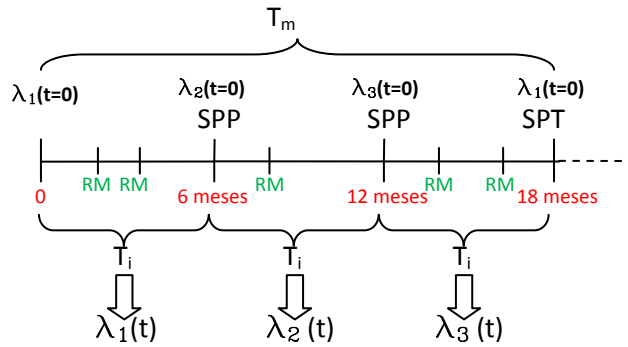 Tm
λ1(t=0) λ2(t=0) λ3(t=0) λ1(t=0)
SPP SPP SPT
RM RM RM RM RM
0 6 meses 12 meses 18 meses
Ti Ti Ti
λ1(t) λ2 (t) λ3 (t)